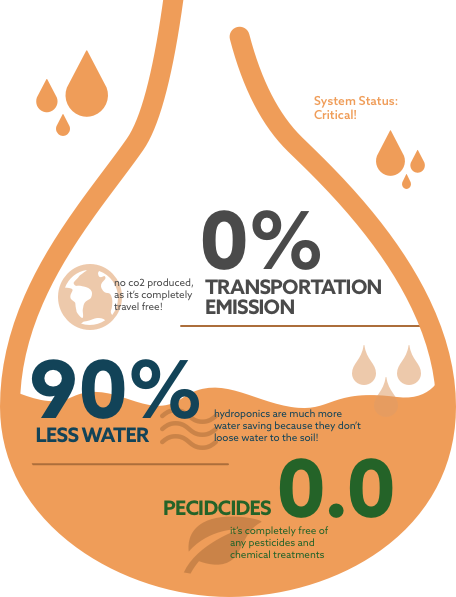 System Status:
Critical!
0%
TRANSPORTATION
EMISSION
no co2 produced,
as it's completely
travel free!
90%
LESS WATER
hydroponics are much more
water saving because they don't
loose water to the soil!
PECIDCIDES 0.0
it's completely free of
any pesticides and
chemical treatments